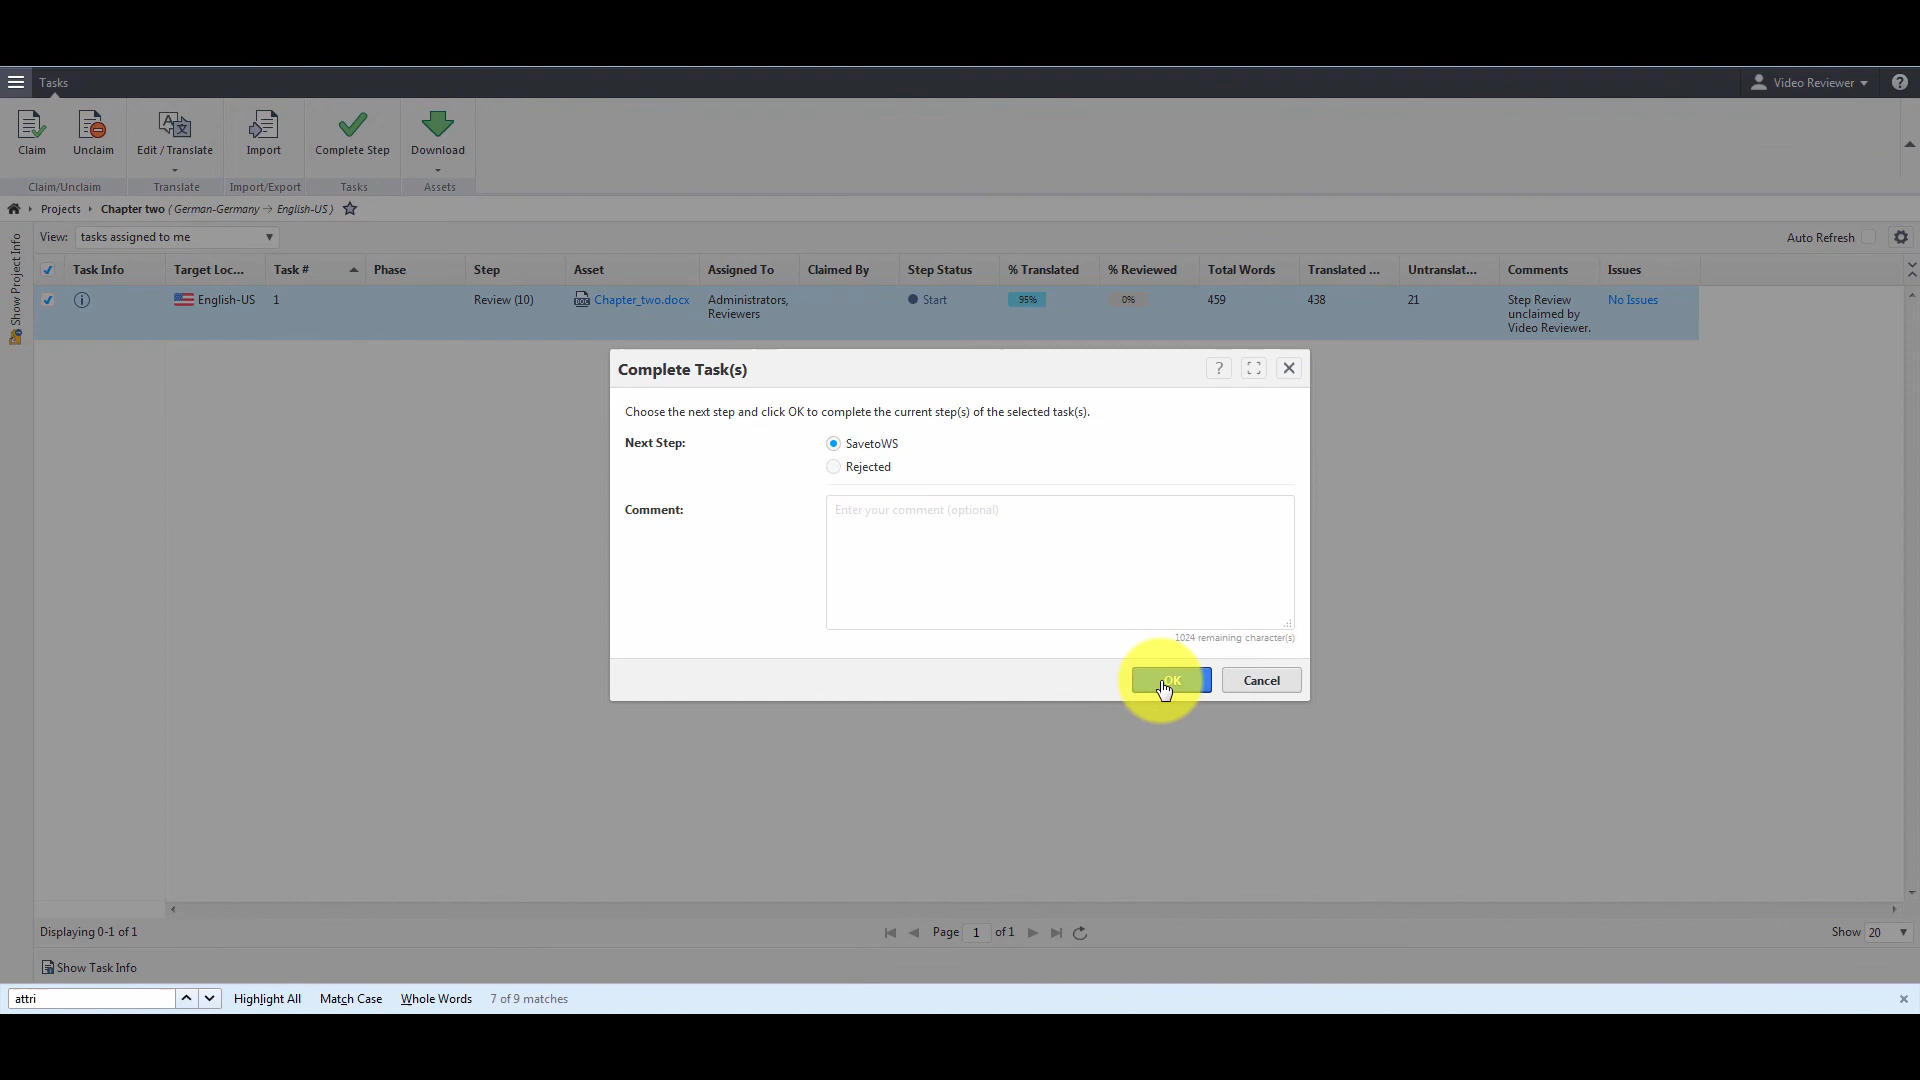 Tasks
Video Reviewer
Claim
Unclaim
Edit / Translate
Import
Complete Step
Download
Claim/Unclaim
Translate
Import/Export
Tasks
Assets
Projects Chapter two ( German-Germany → English-US )
Show Project Info
View: tasks assigned to me
Auto Refresh
Task Info Target Loc... Task # Phase Step Asset Assigned To Claimed By Step Status % Translated % Reviewed Total Words Translated ... Untranslat... Comments Issues
English-US 1 Review (10) Chapter_two.docx Administrators, Start 95% 0% 459 438 21 Step Review No Issues
Reviewers unclaimed by
Video Reviewer.
Complete Task(s)
Choose the next step and click OK to complete the current step(s) of the selected task(s).
Next Step: SavetoWS
Rejected
Comment: Enter your comment (optional)
1024 remaining character(s)
OK Cancel
Displaying 0-1 of 1
Page 1 of 1
Show 20
Show Task Info
attri Highlight All Match Case Whole Words 7 of 9 matches